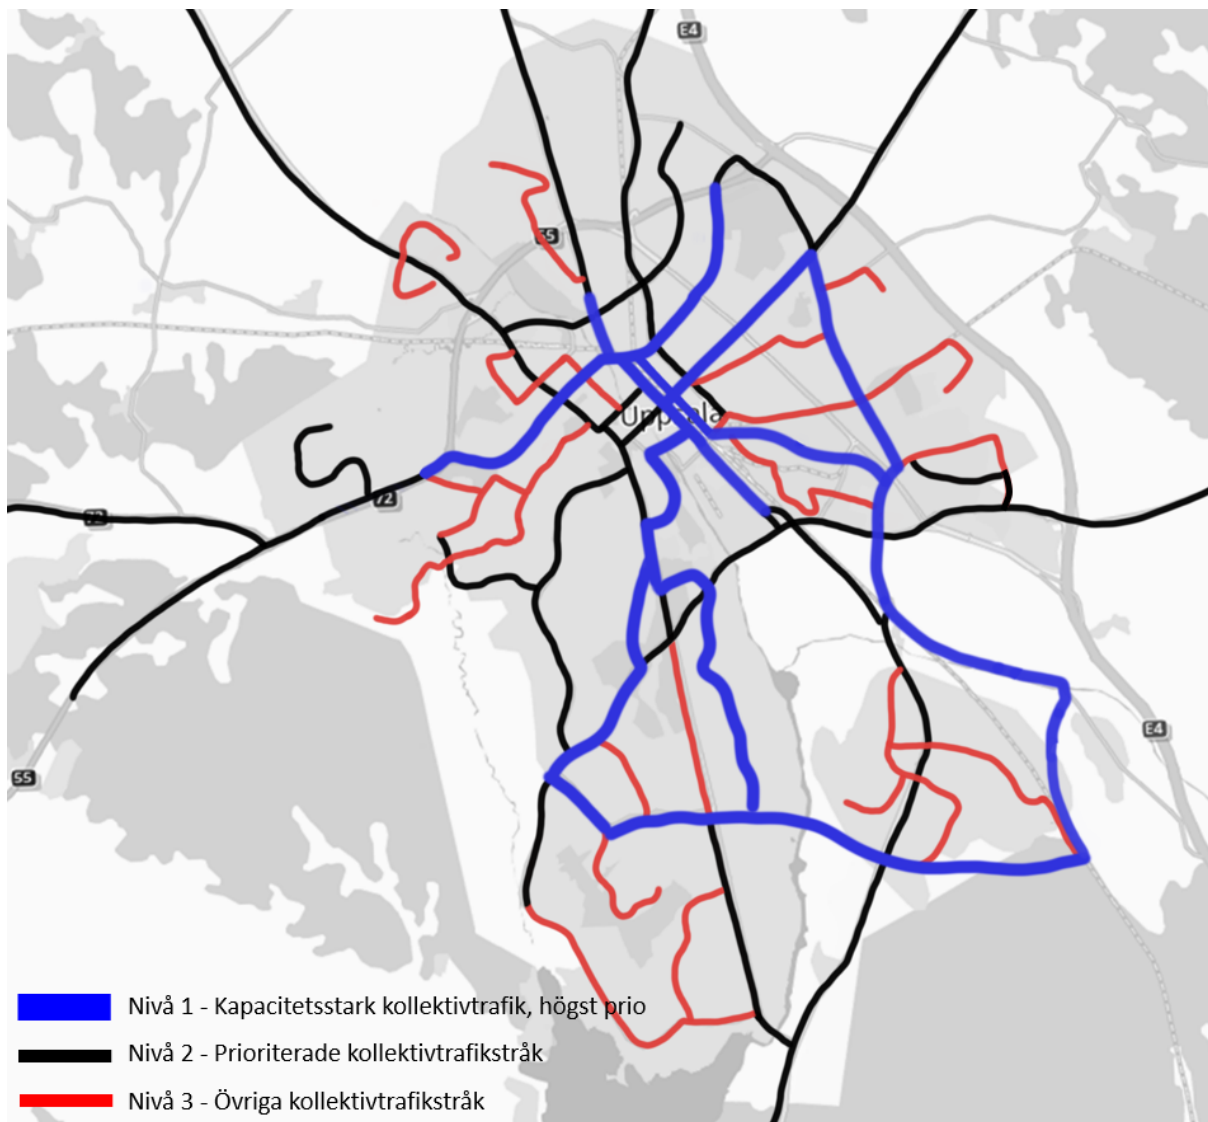 E4
55
Uppsala
72
72
E4
55
Nivå 1 - Kapacitetsstark kollektivtrafik, högst prio
Nivå 2 - Prioriterade kollektivtrafikstråk
Nivå 3 - Övriga kollektivtrafikstråk